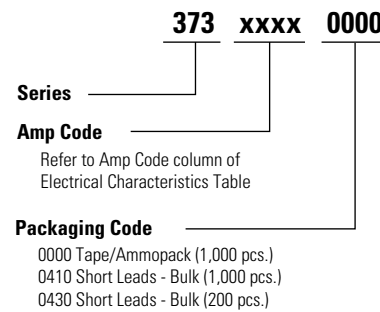 373 xxxx 0000
Series
Amp Code
Refer to Amp Code column of
Electrical Characteristics Table
Packaging Code
0000 Tape/Ammopack (1,000 pcs.)
0410 Short Leads - Bulk (1,000 pcs.)
0430 Short Leads - Bulk (200 pcs.)